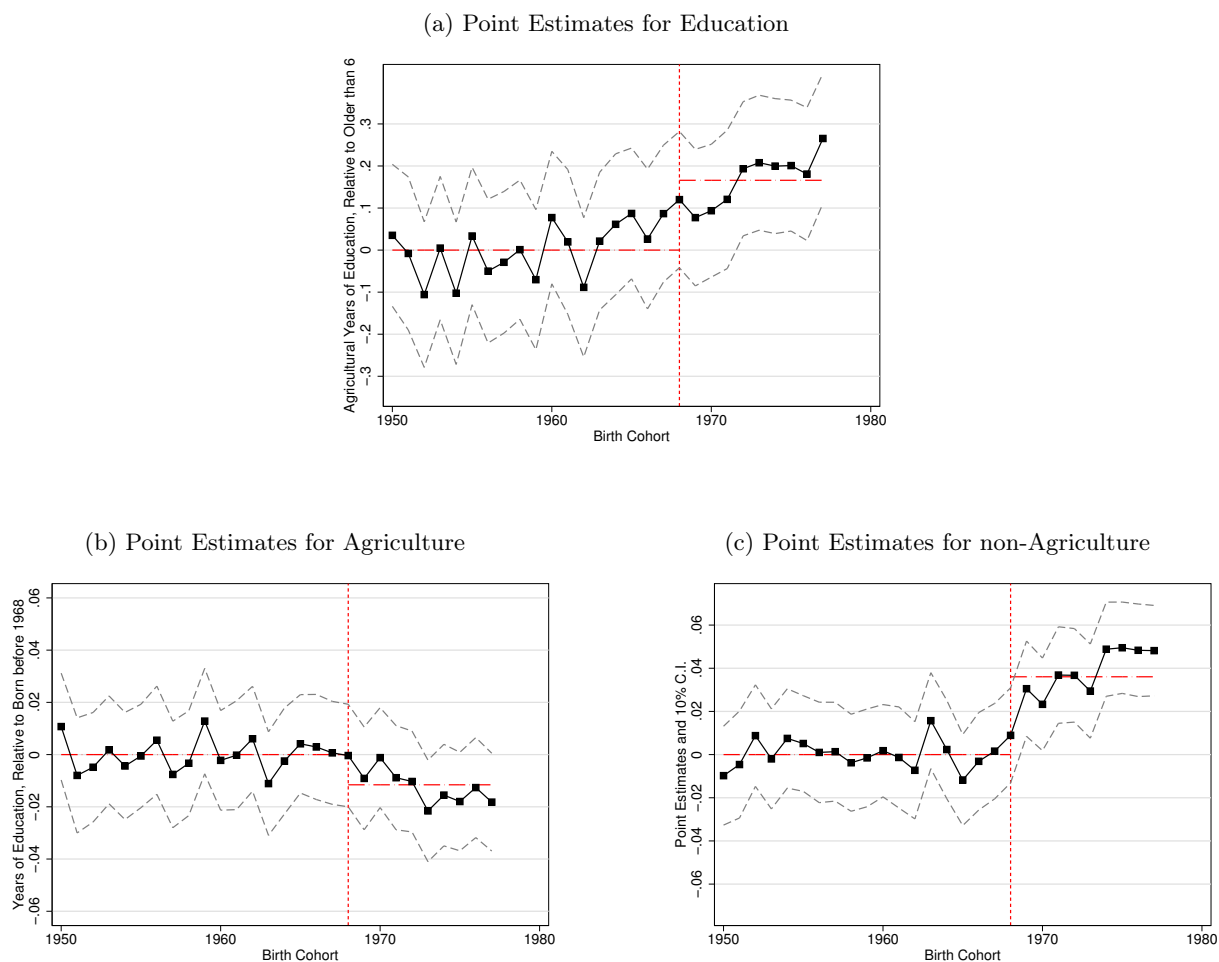 (a) Point Estimates for Education
Agricultural Years of Education, Relative to Older than 6
.3
.2
.1
0
-.1
-.2
-.3
1950 1960 1970 1980
Birth Cohort
(b) Point Estimates for Agriculture
Years of Education, Relative to Born before 1968
.06
.04
.02
0
-.02
-.04
-.06
1950 1960 1970 1980
Birth Cohort
(c) Point Estimates for non-Agriculture
Point Estimates and 10% C.I.
.06
.04
.02
0
-.02
-.04
-.06
1950 1960 1970 1980
Birth Cohort